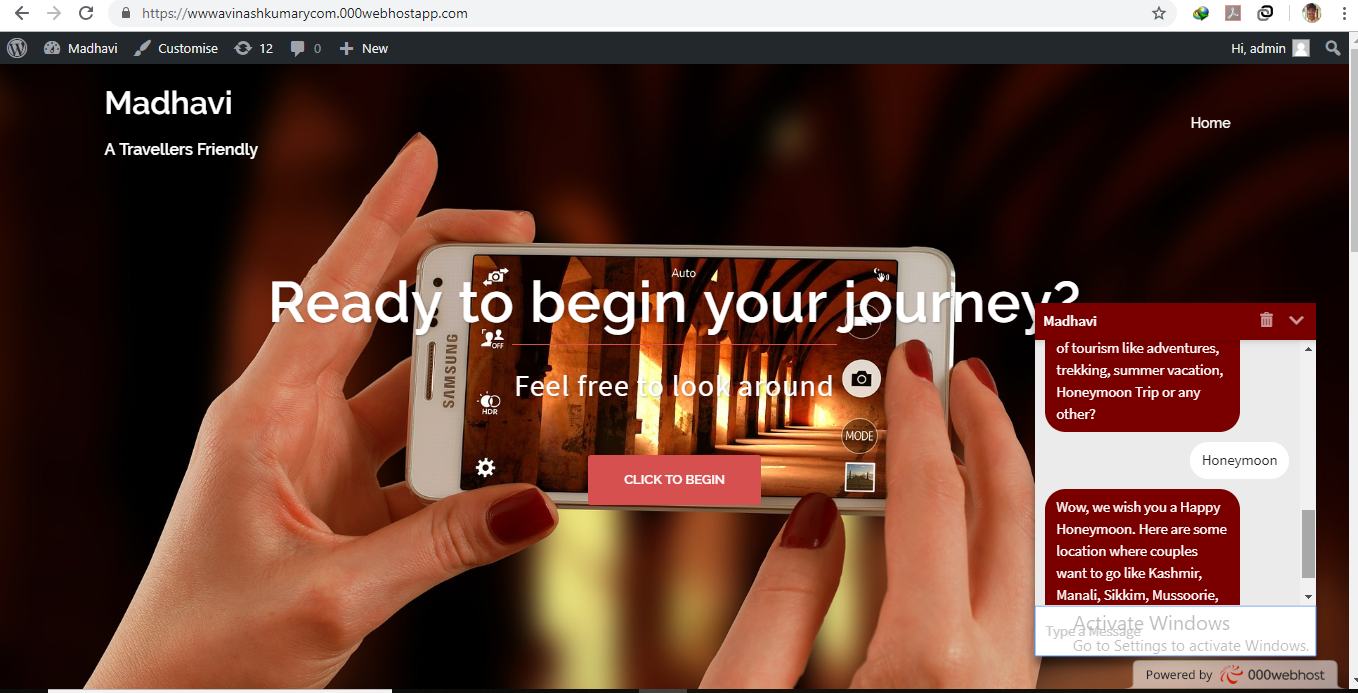 https://wwwavinashkumarycom.000webhostapp.com
Madhavi Customise 12 0 New Hi, admin
Madhavi
A Travellers Friendly
Home
Auto
Ready to begin your journey?
OFF
SAMSUNG
Feel free to look around
HDR
MODE
CLICK TO BEGIN
Madhavi
of tourism like adventures,
trekking, summer vacation,
Honeymoon Trip or any
other?
Honeymoon
Wow, we wish you a Happy
Honeymoon. Here are some
location where couples
want to go like Kashmir,
Manali, Sikkim, Mussoorie,
Type a Message
Activate Windows
Go to Settings to activate Windows.
Powered by 000webhost